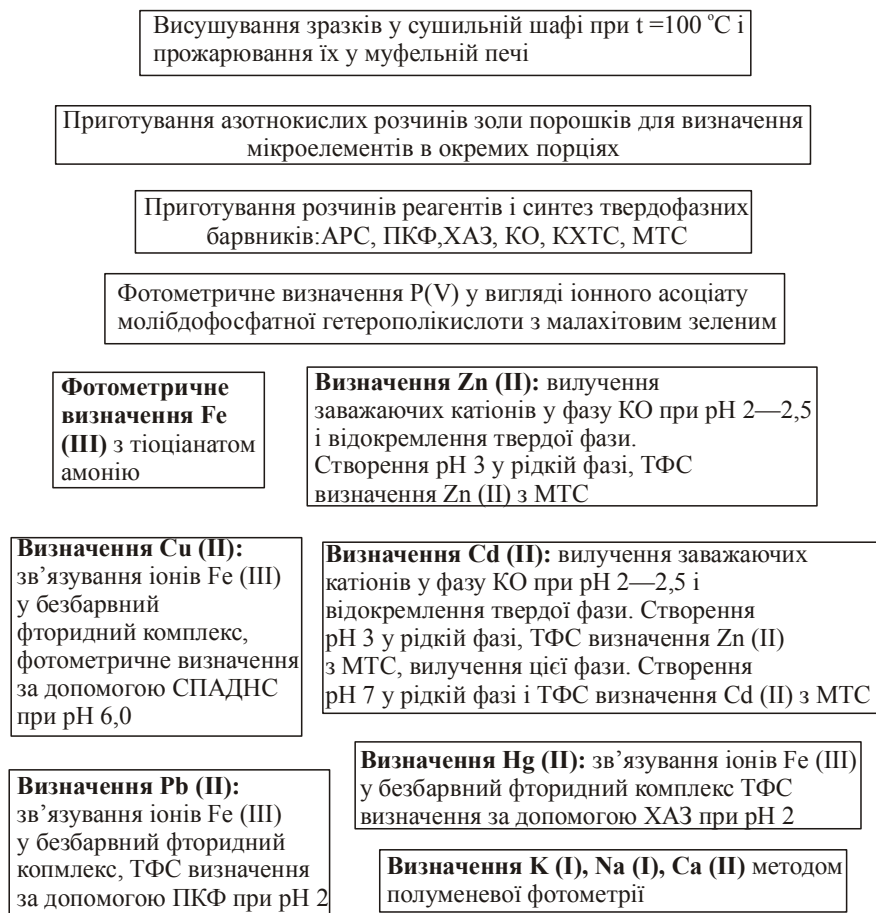 Висушування зразків у сушильній шафі при t =100 °C і
прожарювання їх у муфельній печі
Приготування азотнокислих розчинів золи порошків для визначення
мікроелементів в окремих порціях
Приготування розчинів реагентів і синтез твердофазних
барвників:АРС, ПКФ,ХАЗ, КО, КХТС, МТС
Фотометричне визначення P(V) у вигляді іонного асоціату
молібдофосфатної гетерополікислоти з малахітовим зеленим
Фотометричне
визначення Fe
(III) з тіоціанатом
амонію
Визначення Zn (II): вилучення
заважаючих катіонів у фазу КО при pH 2—2,5
і відокремлення твердої фази.
Створення pH 3 у рідкій фазі, ТФС
визначення Zn (II) з МТС
Визначення Cu (II):
зв’язування іонів Fe (III)
у безбарвний
фторидний комплекс,
фотометричне визначення
за допомогою СПАДНС
при pH 6,0
Визначення Cd (II): вилучення заважаючих
катіонів у фазу КО при pH 2—2,5 і
відокремлення твердої фази. Створення
pH 3 у рідкій фазі, ТФС визначення Zn (II)
з МТС, вилучення цієї фази. Створення
pH 7 у рідкій фазі і ТФС визначення Cd (II) з МТС
Визначення Hg (II): зв’язування іонів Fe (III)
у безбарвний фторидний комплекс ТФС
визначення за допомогою ХАЗ при pH 2
Визначення Pb (II):
зв’язування іонів Fe (III)
у безбарвний фторидний
копмлекс, ТФС визначення
за допомогою ПКФ при pH 2
Визначення K (I), Na (I), Ca (II) методом
полуменевої фотометрії